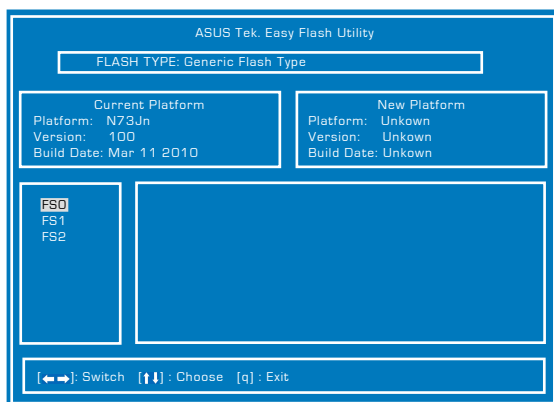 ASUS Tek. Easy Flash Utility
FLASH TYPE: Generic Flash Type
Current Platform
Platform: N73Jn
Version: 100
Build Date: Mar 11 2010
New Platform
Platform: Unkown
Version: Unkown
Build Date: Unkown
FS0
FS1
FS2
[←→]: Switch [↑↓] : Choose [q] : Exit